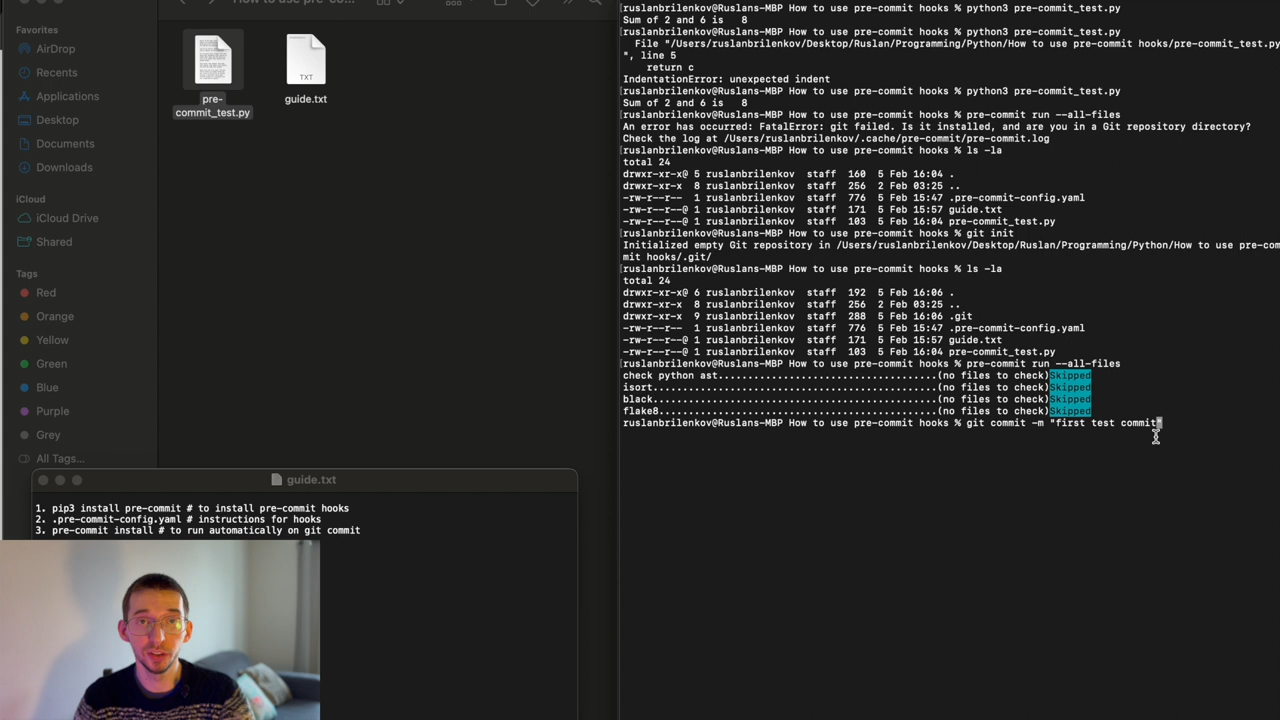 How to use pre-co...
Favorites
AirDrop
Recents
Applications
Desktop
Documents
Downloads
iCloud
iCloud Drive
Shared
Tags
Red
Orange
Yellow
Green
Blue
Purple
Grey
All Tags...
pre-
commit_test.py
TXT
guide.txt
guide.txt
1. pip3 install pre-commit # to install pre-commit hooks
2. .pre-commit-config.yaml # instructions for hooks
3. pre-commit install # to run automatically on git commit
[ruslanbrilenkov@Ruslans-MBP How to use pre-commit hooks % python3 pre-commit_test.py
Sum of 2 and 6 is   8
[ruslanbrilenkov@Ruslans-MBP How to use pre-commit hooks % python3 pre-commit_test.py
  File "/Users/ruslanbrilenkov/Desktop/Ruslan/Programming/Python/How to use pre-commit hooks/pre-commit_test.py
", line 5
    return c
IndentationError: unexpected indent
[ruslanbrilenkov@Ruslans-MBP How to use pre-commit hooks % python3 pre-commit_test.py
Sum of 2 and 6 is   8
[ruslanbrilenkov@Ruslans-MBP How to use pre-commit hooks % pre-commit run --all-files
An error has occurred: FatalError: git failed. Is it installed, and are you in a Git repository directory?
Check the log at /Users/ruslanbrilenkov/.cache/pre-commit/pre-commit.log
[ruslanbrilenkov@Ruslans-MBP How to use pre-commit hooks % ls -la
total 24
drwxr-xr-x@ 5 ruslanbrilenkov  staff  160  5 Feb 16:04 .
drwxr-xr-x  8 ruslanbrilenkov  staff  256  2 Feb 03:25 ..
-rw-r--r--  1 ruslanbrilenkov  staff  776  5 Feb 15:47 .pre-commit-config.yaml
-rw-r--r--@ 1 ruslanbrilenkov  staff  171  5 Feb 15:57 guide.txt
-rw-r--r--@ 1 ruslanbrilenkov  staff  103  5 Feb 16:04 pre-commit_test.py
[ruslanbrilenkov@Ruslans-MBP How to use pre-commit hooks % git init
Initialized empty Git repository in /Users/ruslanbrilenkov/Desktop/Ruslan/Programming/Python/How to use pre-com
mit hooks/.git/
[ruslanbrilenkov@Ruslans-MBP How to use pre-commit hooks % ls -la
total 24
drwxr-xr-x@ 6 ruslanbrilenkov  staff  192  5 Feb 16:06 .
drwxr-xr-x  8 ruslanbrilenkov  staff  256  2 Feb 03:25 ..
drwxr-xr-x  9 ruslanbrilenkov  staff  288  5 Feb 16:06 .git
-rw-r--r--  1 ruslanbrilenkov  staff  776  5 Feb 15:47 .pre-commit-config.yaml
-rw-r--r--@ 1 ruslanbrilenkov  staff  171  5 Feb 15:57 guide.txt
-rw-r--r--@ 1 ruslanbrilenkov  staff  103  5 Feb 16:04 pre-commit_test.py
[ruslanbrilenkov@Ruslans-MBP How to use pre-commit hooks % pre-commit run --all-files
check python ast.....................................(no files to check)Skipped
isort................................................(no files to check)Skipped
black................................................(no files to check)Skipped
flake8...............................................(no files to check)Skipped
ruslanbrilenkov@Ruslans-MBP How to use pre-commit hooks % git commit -m "first test commit"